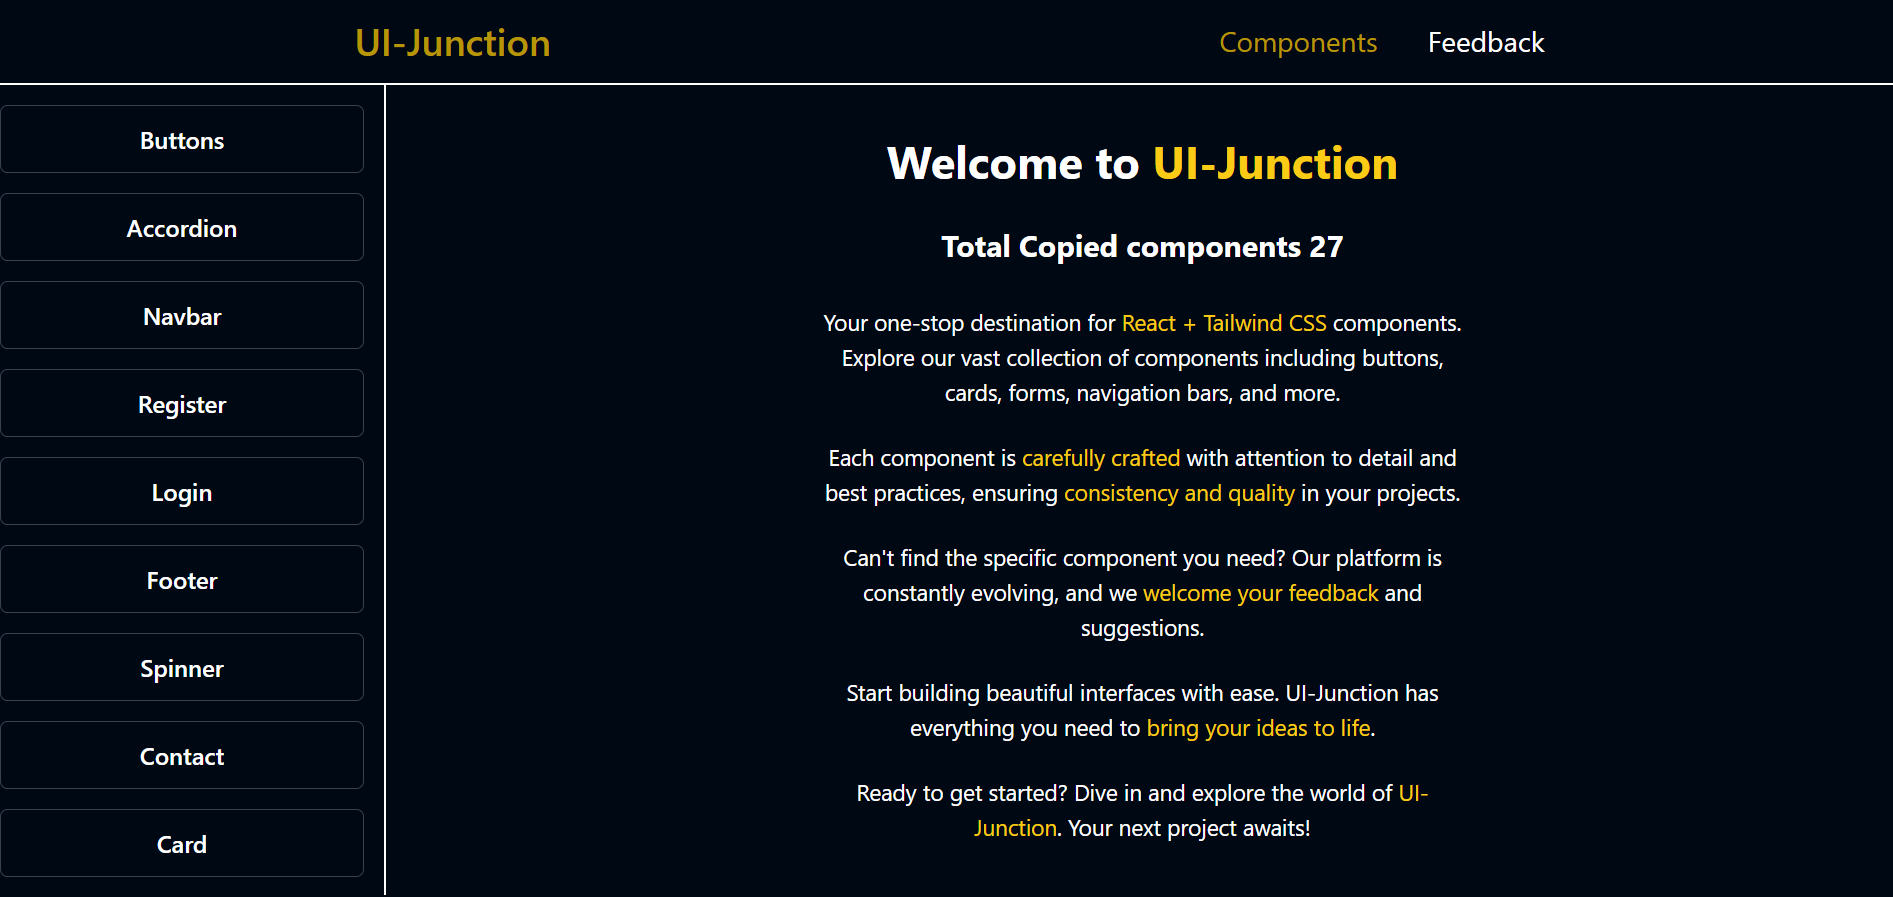 UI-Junction
Components
Feedback
Buttons
Accordion
Navbar
Register
Login
Footer
Spinner
Contact
Card
Welcome to UI-Junction
Total Copied components 27
Your one-stop destination for React + Tailwind CSS components.
Explore our vast collection of components including buttons,
cards, forms, navigation bars, and more.
Each component is carefully crafted with attention to detail and
best practices, ensuring consistency and quality in your projects.
Can't find the specific component you need? Our platform is
constantly evolving, and we welcome your feedback and
suggestions.
Start building beautiful interfaces with ease. UI-Junction has
everything you need to bring your ideas to life.
Ready to get started? Dive in and explore the world of UI-
Junction. Your next project awaits!